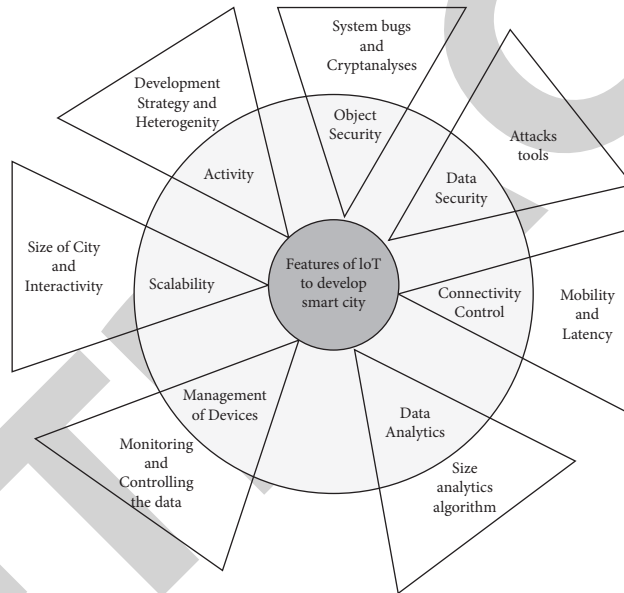 System bugs
and
Cryptanalyses
Object
Security
Attacks
tools
Data
Security
Mobility
and
Latency
Connectivity
Control
Data
Analytics
Size
analytics
algorithm
Management
of Devices
Monitoring
and
Controlling
the data
Scalability
Size of City
and
Interactivity
Activity
Development
Strategy and
Heterogenity
Features of IoT
to develop
smart city